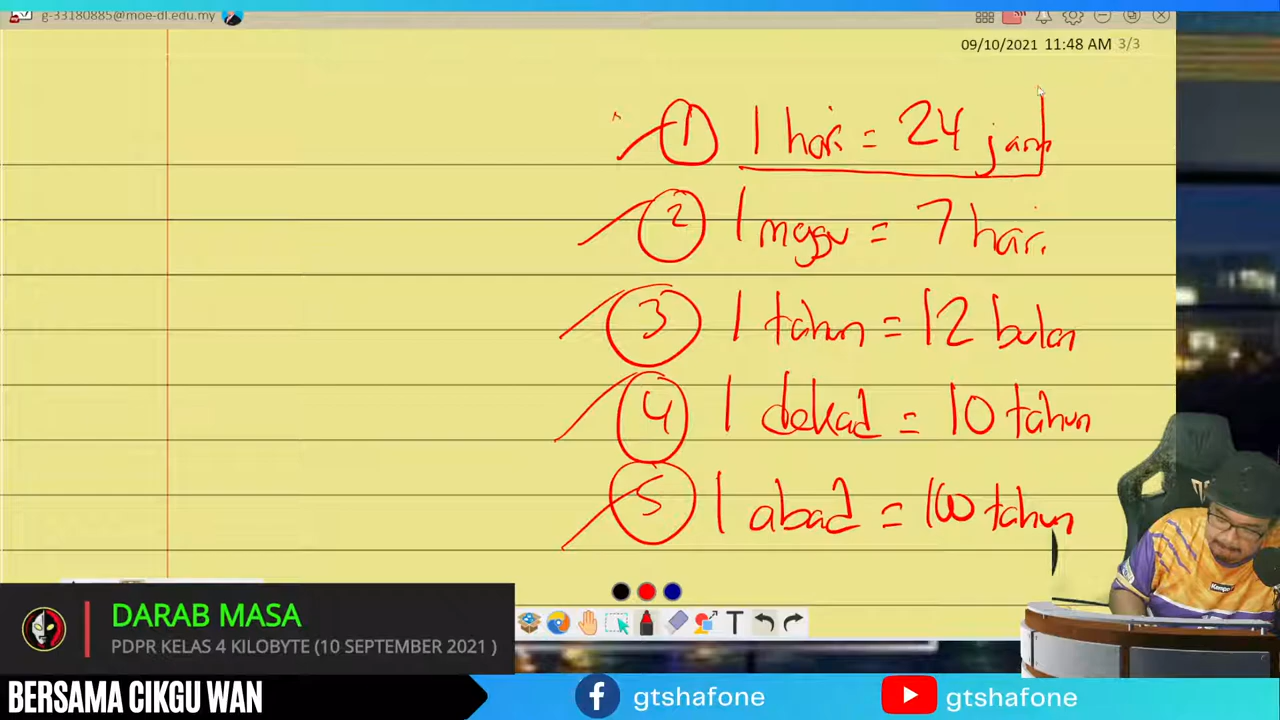 g-33180885@moe-dl.edu.my
09/10/2021 11:48 AM 3/3
1 1 hari = 24 jam
2 1 mggu = 7 hari
3 1 tahun = 12 bulan
4 1 dekad = 10 tahun
5 1 abad = 100 tahun
DARAB MASA
PDPR KELAS 4 KILOBYTE (10 SEPTEMBER 2021 )
BERSAMA CIKGU WAN
gtshafone
gtshafone